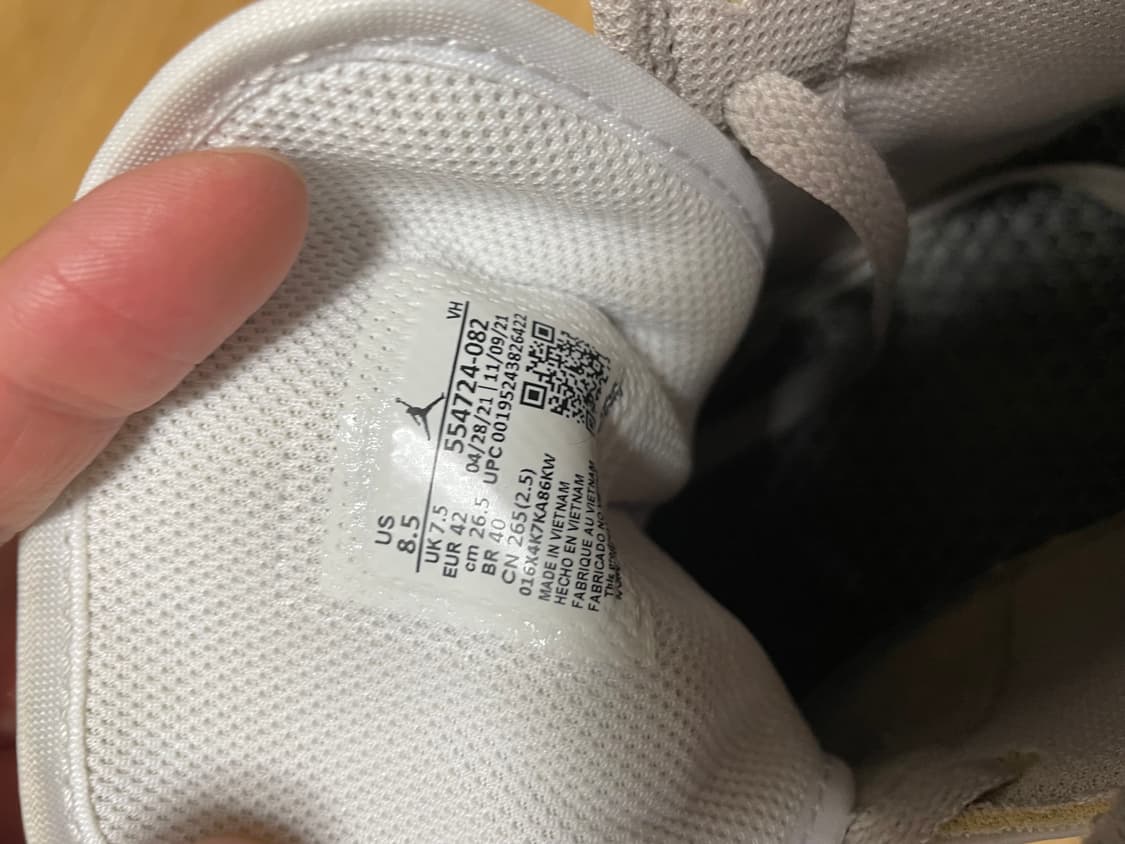 VH
US
8.5
UK 7.5
EUR 42
cm 26.5
BR 40
CN 265(2.5)
554724-082
04/28/21 | 11/09/21
UPC 00195243826422
016X4K7KA86KW
MADE IN VIETNAM
HECHO EN VIETNAM
FABRIQUE AU VIETNAM
FABRICADO NO VIETNAM
This